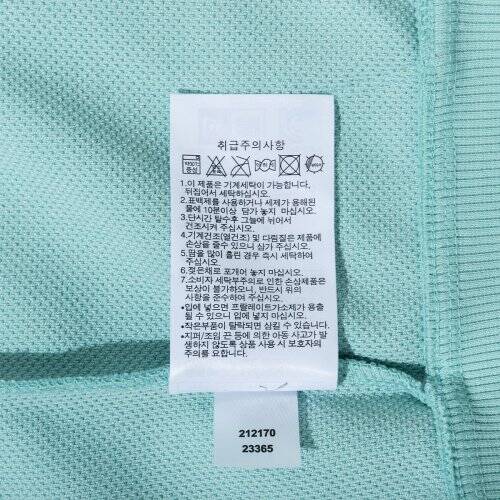 취급주의사항
1.이 제품은 기계세탁이 가능합니다,
뒤집어서 세탁하십시오.
2.표백제를 사용하거나 세제가 용해된
물에 10분이상 담가 놓지 마십시오.
3.단시간 탈수후 그늘에 뉘어서
건조시켜 주십시오.
4.기계건조(열건조) 및 다림질은 제품에
손상을 줄수 있으니 삼가 주십시오.
5.땀을 많이 흘린 경우 즉시 세탁하여
주십시오.
6.젖은채로 포개어 놓지 마십시오.
7.소비자 세탁부주의로 인한 손상제품은
보상이 불가하오니, 반드시 위의
사항을 준수하여 주십시오.
•입에 넣으면 프탈레이트가소제가 용출
될 수 있으니 입에 넣지 마십시오.
•작은부품이 탈락되면 삼킬 수 있습니다.
•지퍼/조임 끈 등에 의한 아동 사고가 발
생하지 않도록 상품 사용 시 보호자의
주의를 요합니다.
212170
23365